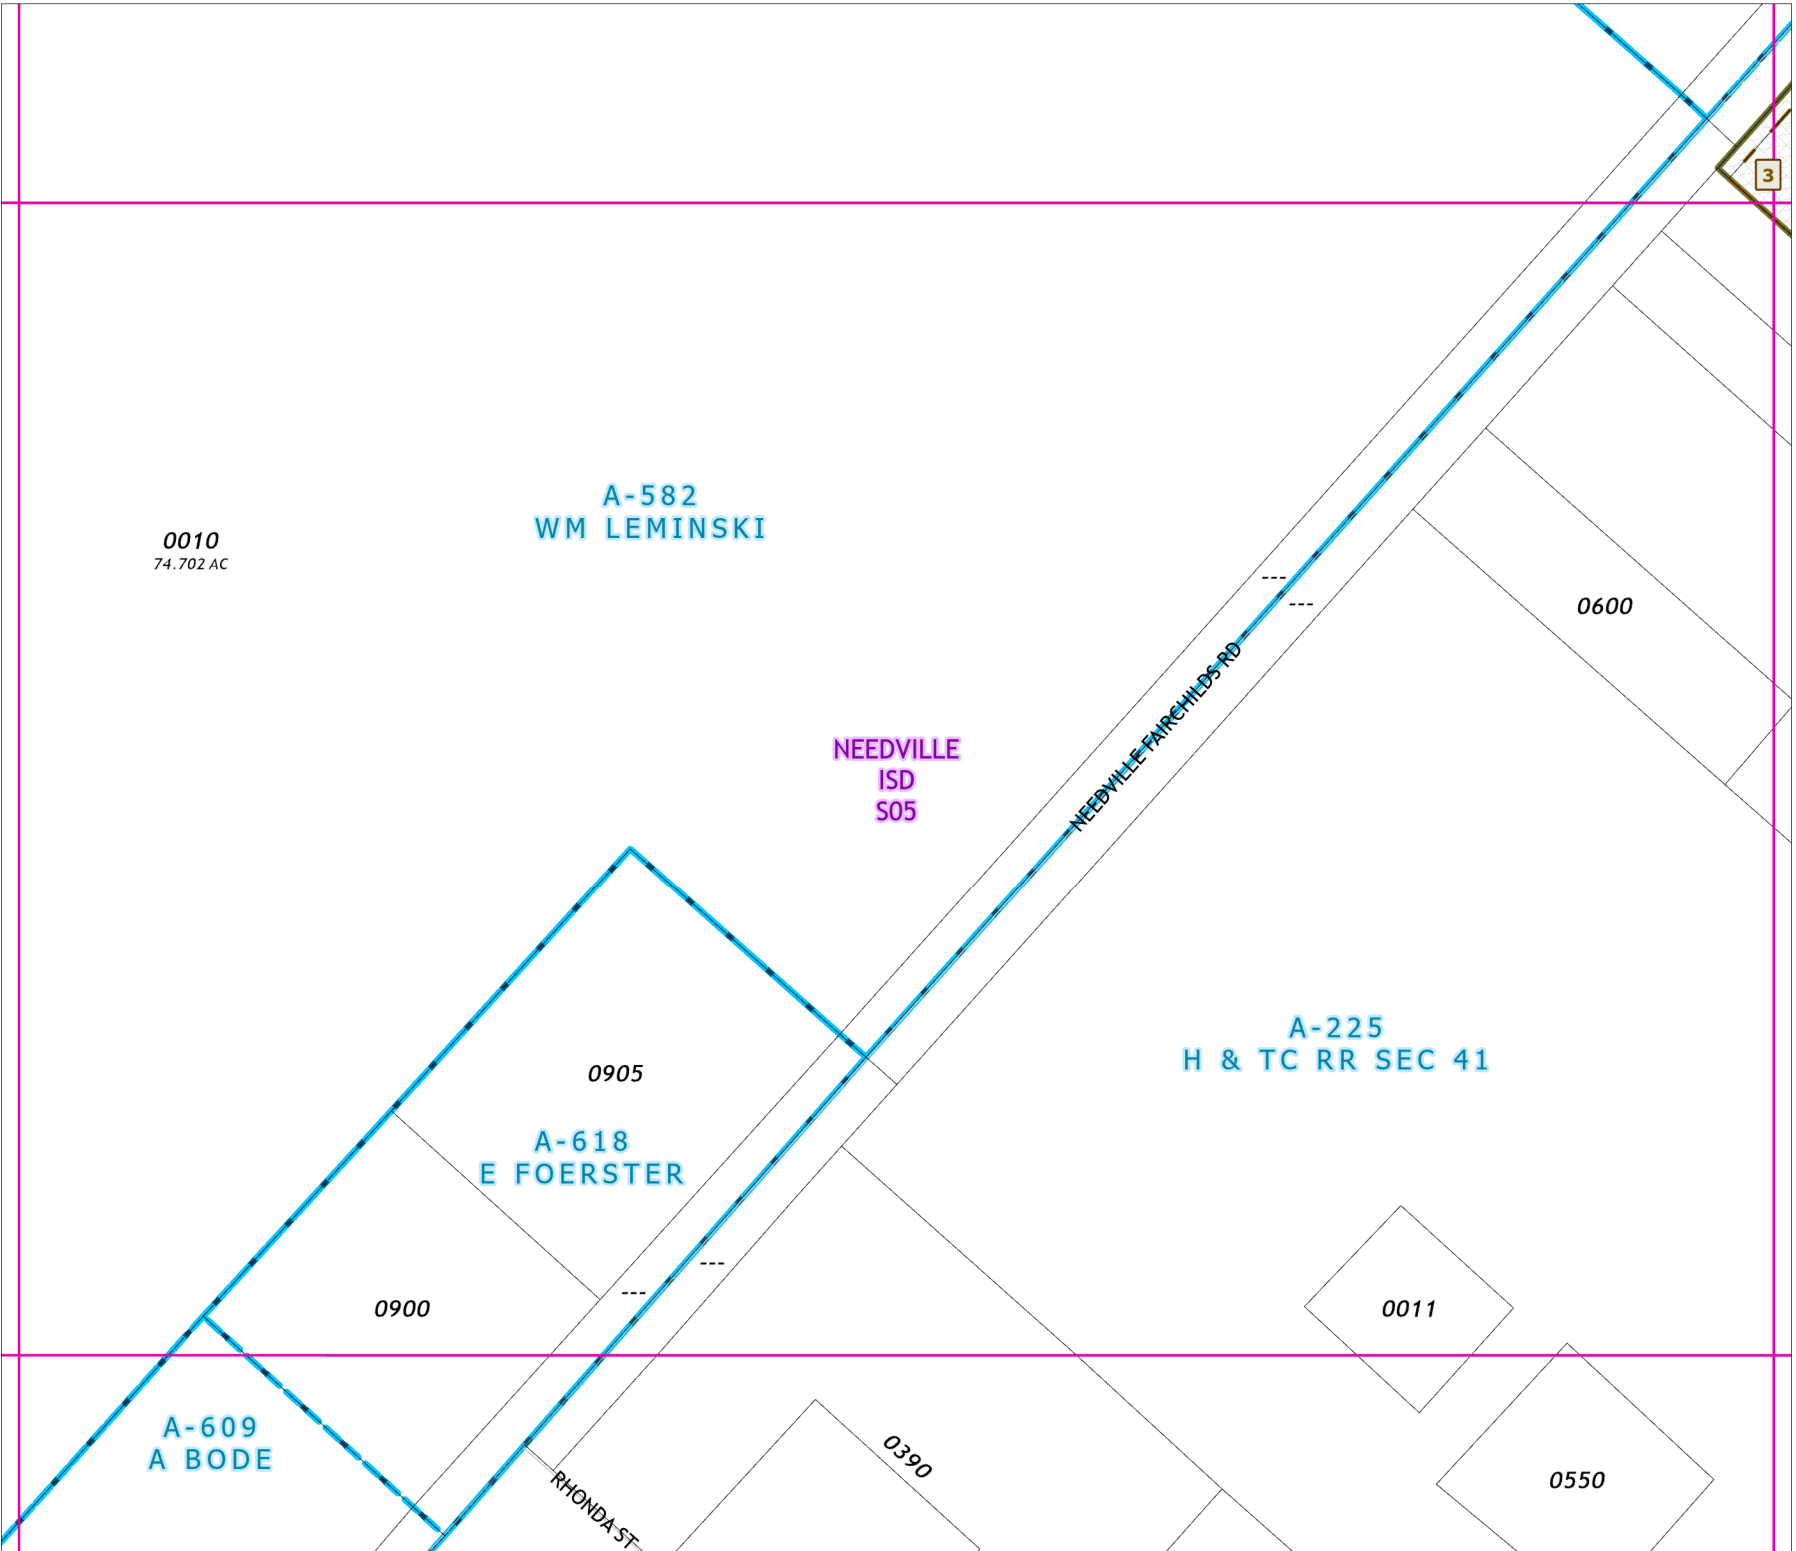 3
A-582
WM LEMINSKI
0010
74.702 AC
0600
---
---
NEEDVILLE FAIRCHILDS RD
NEEDVILLE
ISD
S05
A-225
H & TC RR SEC 41
0905
A-618
E FOERSTER
---
---
0900
0011
A-609
A BODE
0390
0550
RHONDA ST